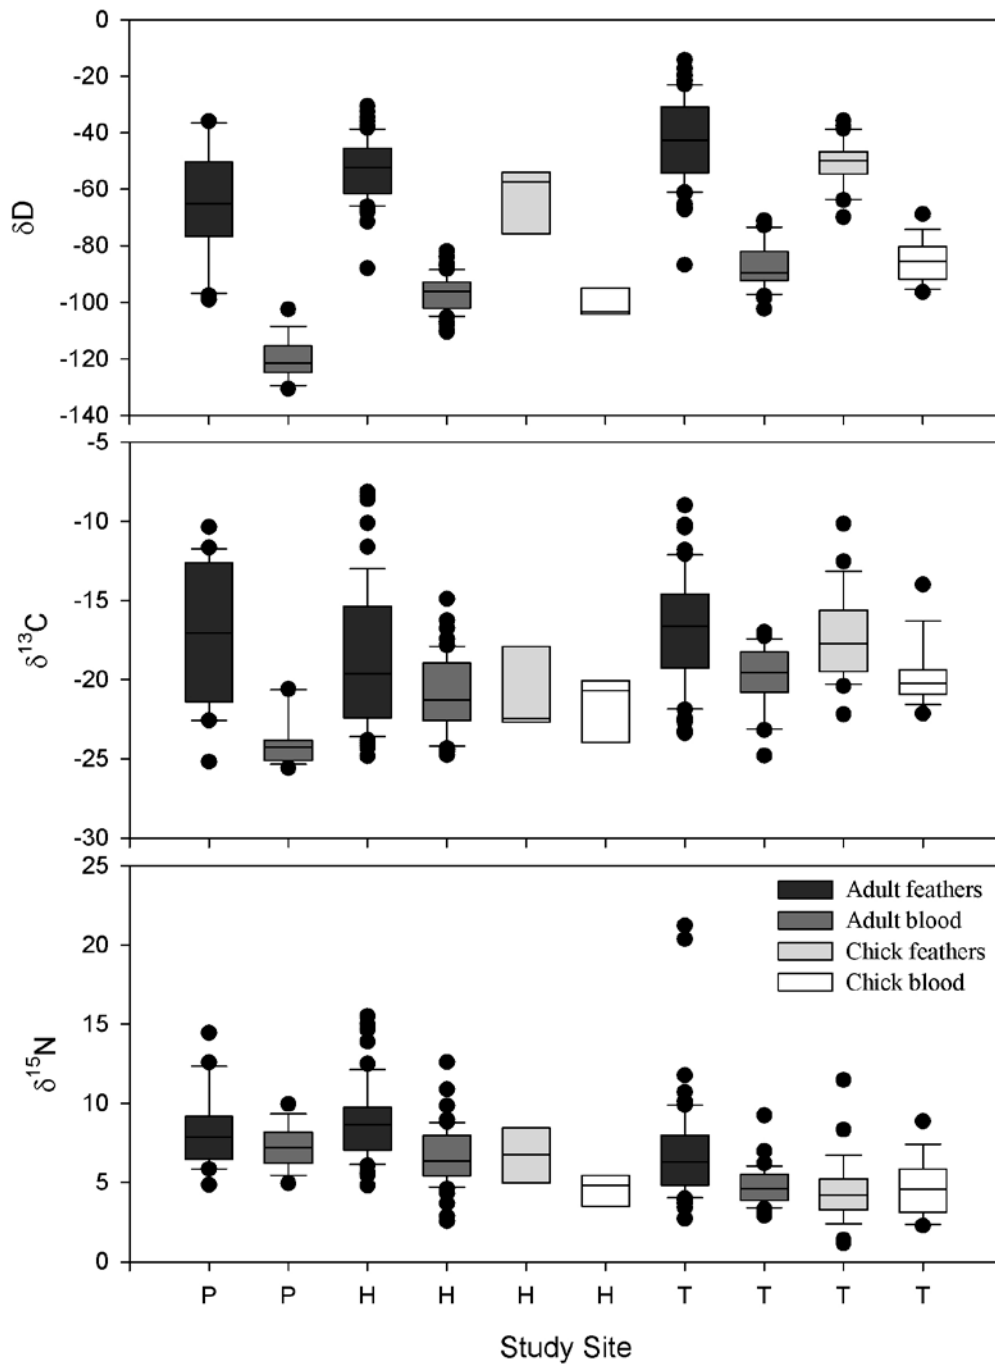 δD
0
-20
-40
-60
-80
-100
-120
-140
δ¹³C
-5
-10
-15
-20
-25
-30
δ¹⁵N
25
20
15
10
5
0
Adult feathers
Adult blood
Chick feathers
Chick blood
P P H H H H T T T T
Study Site